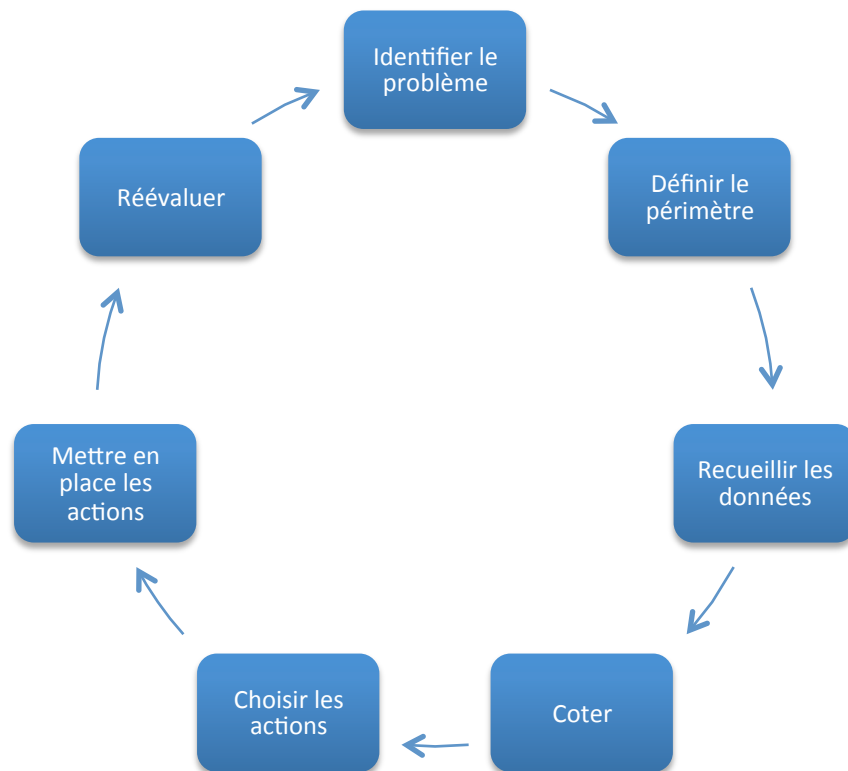 Identifier le
problème
Définir le
périmètre
Recueillir les
données
Coter
Choisir les
actions
Mettre en
place les
actions
Réévaluer